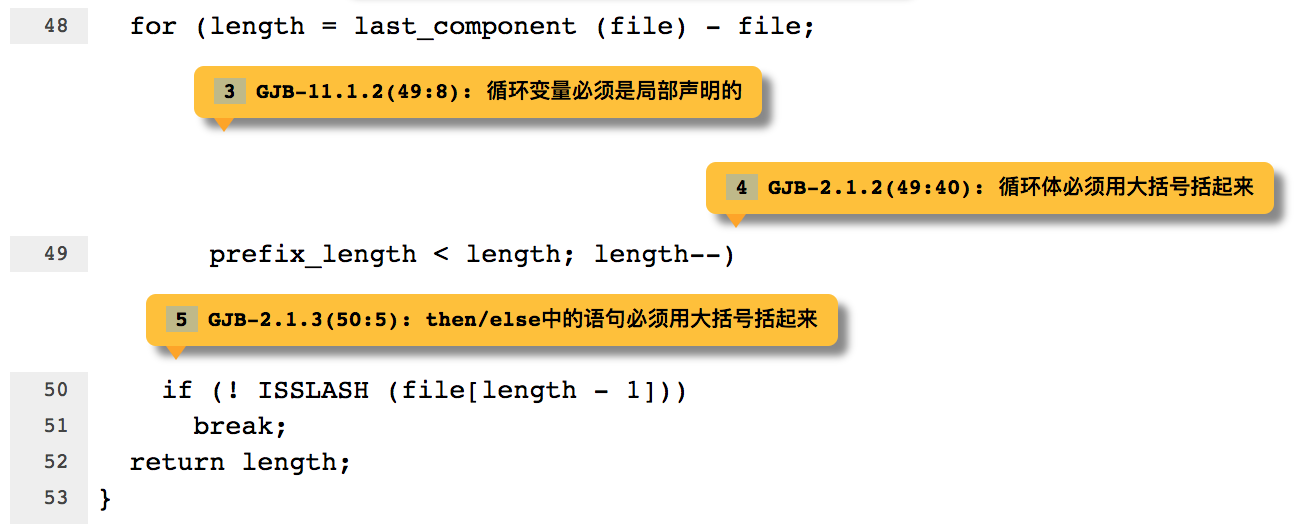 48 for (length = last_component (file) - file;
3 GJB-11.1.2(49:8): 循环变量必须是局部声明的
4 GJB-2.1.2(49:40): 循环体必须用大括号括起来
49 prefix_length < length; length--)
5 GJB-2.1.3(50:5): then/else中的语句必须用大括号括起来
50 if (! ISSLASH (file[length - 1]))
51 break;
52 return length;
53 }